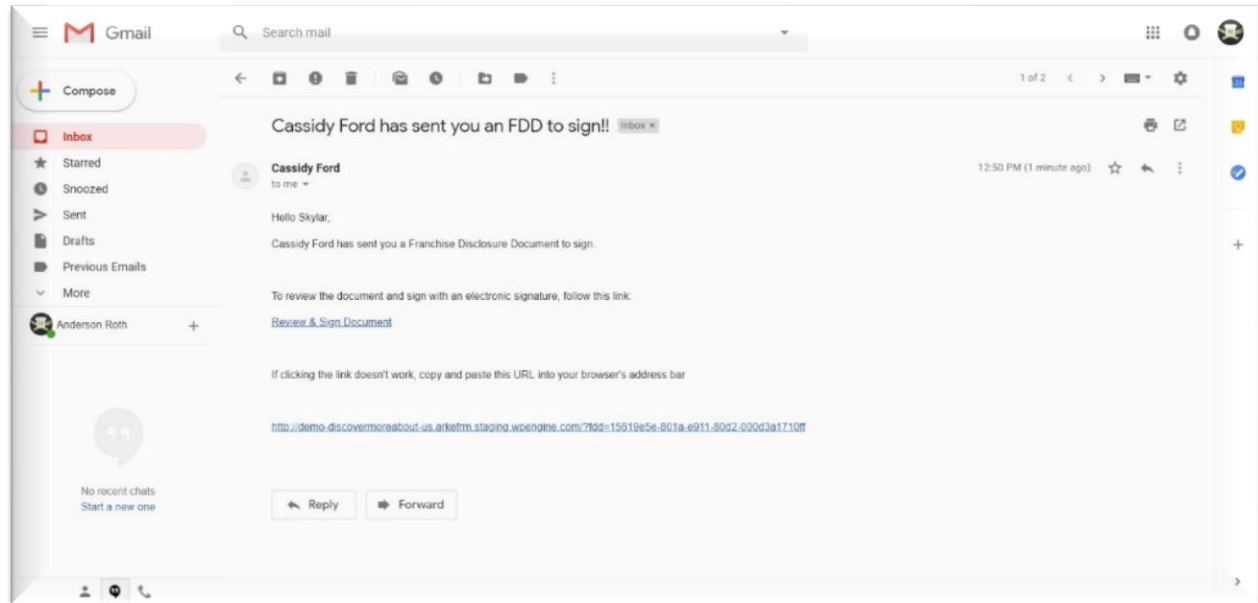 Gmail
Search mail
Compose
1 of 2
Inbox
Starred
Snoozed
Sent
Drafts
Previous Emails
More
Anderson Roth
No recent chats
Start a new one
Cassidy Ford has sent you an FDD to sign!! Inbox x
Cassidy Ford 12:50 PM (1 minute ago)
to me
Hello Skylar,
Cassidy Ford has sent you a Franchise Disclosure Document to sign.
To review the document and sign with an electronic signature, follow this link:
Review & Sign Document
If clicking the link doesn't work, copy and paste this URL into your browser's address bar
http://demo-discovermoreabout-us.arkefrm.staging.wpengine.com/?fdd=15619e5e-801a-e911-80d2-000d3a1710ff
Reply Forward
31